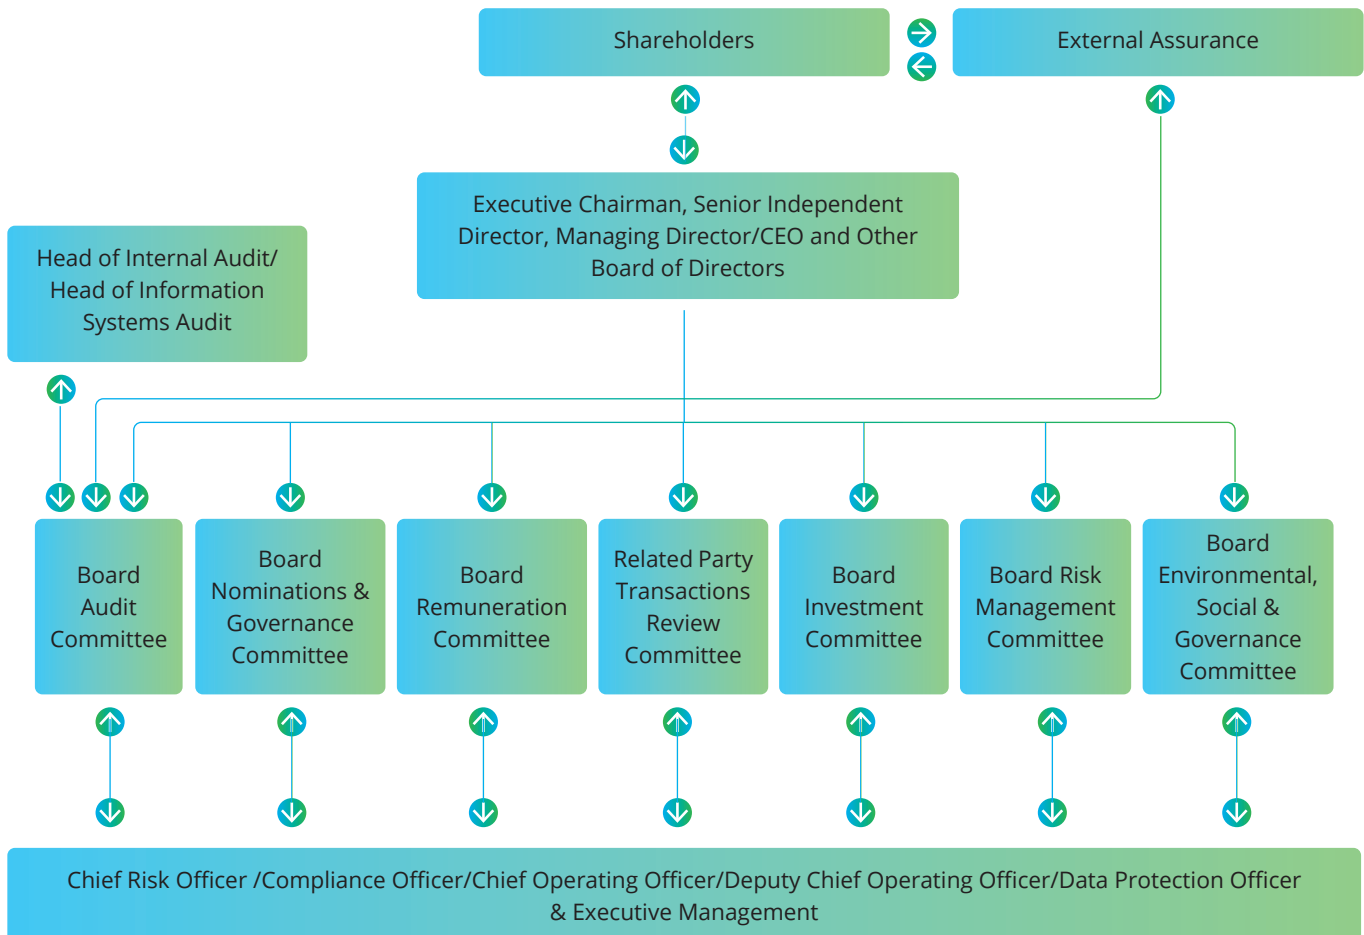 Shareholders
External Assurance
Executive Chairman, Senior Independent
Director, Managing Director/CEO and Other
Board of Directors
Head of Internal Audit/
Head of Information
Systems Audit
Board
Audit
Committee
Board
Nominations &
Governance
Committee
Board
Remuneration
Committee
Related Party
Transactions
Review
Committee
Board
Investment
Committee
Board Risk
Management
Committee
Board
Environmental,
Social &
Governance
Committee
Chief Risk Officer /Compliance Officer/Chief Operating Officer/Deputy Chief Operating Officer/Data Protection Officer
& Executive Management